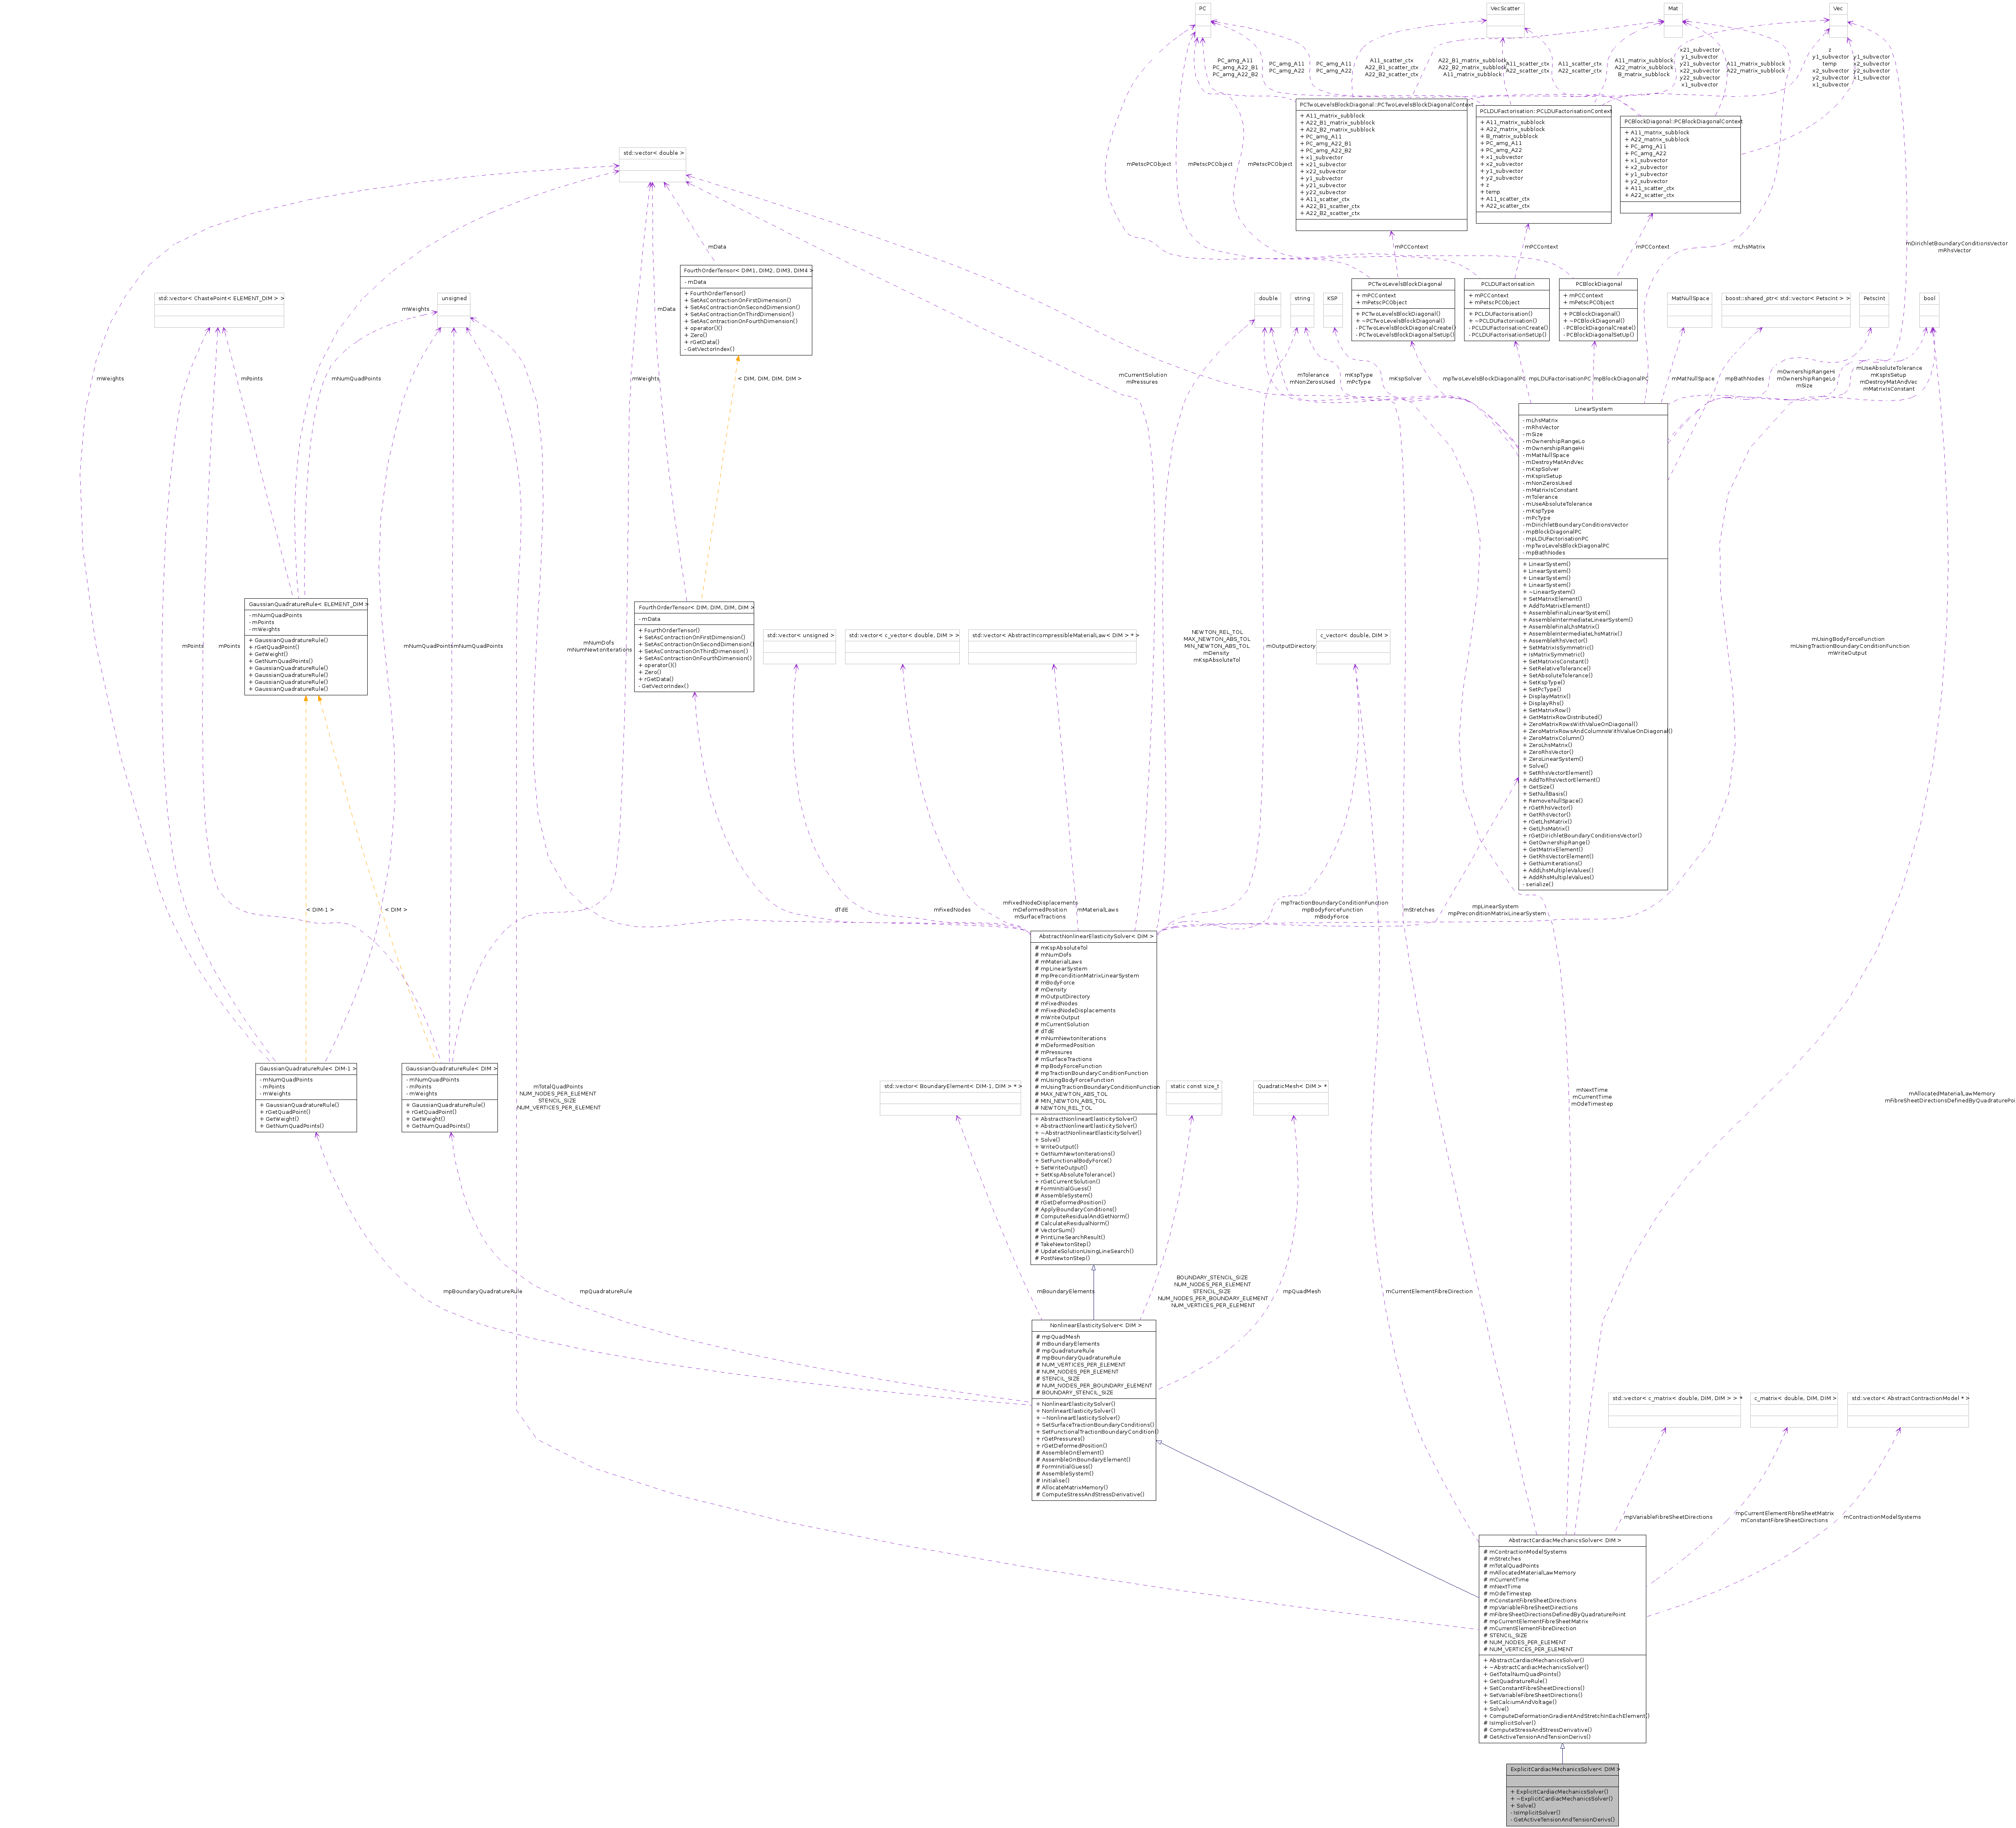 PC
VecScatter
Mat
Vec
PC_amg_A11
PC_amg_A22_B1
PC_amg_A22_B2
PC_amg_A11
PC_amg_A22
PC_amg_A11
PC_amg_A22
A11_scatter_ctx
A22_B1_scatter_ctx
A22_B2_scatter_ctx
A22_B1_matrix_subblock
A22_B2_matrix_subblock
A11_matrix_subblock
A11_scatter_ctx
A22_scatter_ctx
A11_scatter_ctx
A22_scatter_ctx
A11_matrix_subblock
A22_matrix_subblock
B_matrix_subblock
x21_subvector
y1_subvector
y21_subvector
x22_subvector
y22_subvector
x1_subvector
A11_matrix_subblock
A22_matrix_subblock
z
y1_subvector
temp
x2_subvector
y2_subvector
x1_subvector
y1_subvector
x2_subvector
y2_subvector
x1_subvector
PCTwoLevelsBlockDiagonal::PCTwoLevelsBlockDiagonalContext
+ A11_matrix_subblock
+ A22_B1_matrix_subblock
+ A22_B2_matrix_subblock
+ PC_amg_A11
+ PC_amg_A22_B1
+ PC_amg_A22_B2
+ x1_subvector
+ x21_subvector
+ x22_subvector
+ y1_subvector
+ y21_subvector
+ y22_subvector
+ A11_scatter_ctx
+ A22_B1_scatter_ctx
+ A22_B2_scatter_ctx
PCLDUFactorisation::PCLDUFactorisationContext
+ A11_matrix_subblock
+ A22_matrix_subblock
+ B_matrix_subblock
+ PC_amg_A11
+ PC_amg_A22
+ x1_subvector
+ x2_subvector
+ y1_subvector
+ y2_subvector
+ z
+ temp
+ A11_scatter_ctx
+ A22_scatter_ctx
PCBlockDiagonal::PCBlockDiagonalContext
+ A11_matrix_subblock
+ A22_matrix_subblock
+ PC_amg_A11
+ PC_amg_A22
+ x1_subvector
+ x2_subvector
+ y1_subvector
+ y2_subvector
+ A11_scatter_ctx
+ A22_scatter_ctx
std::vector< double >
mPetscPCObject
mPetscPCObject
mPetscPCObject
mData
mPCContext
mPCContext
mPCContext
mLhsMatrix
mDirichletBoundaryConditionsVector
mRhsVector
FourthOrderTensor< DIM1, DIM2, DIM3, DIM4 >
- mData
+ FourthOrderTensor()
+ SetAsContractionOnFirstDimension()
+ SetAsContractionOnSecondDimension()
+ SetAsContractionOnThirdDimension()
+ SetAsContractionOnFourthDimension()
+ operator()()
+ Zero()
+ rGetData()
- GetVectorIndex()
std::vector< ChastePoint< ELEMENT_DIM > >
unsigned
double
string
KSP
PCTwoLevelsBlockDiagonal
+ mPCContext
+ mPetscPCObject
+ PCTwoLevelsBlockDiagonal()
+ ~PCTwoLevelsBlockDiagonal()
- PCTwoLevelsBlockDiagonalCreate()
- PCTwoLevelsBlockDiagonalSetUp()
PCLDUFactorisation
+ mPCContext
+ mPetscPCObject
+ PCLDUFactorisation()
+ ~PCLDUFactorisation()
- PCLDUFactorisationCreate()
- PCLDUFactorisationSetUp()
PCBlockDiagonal
+ mPCContext
+ mPetscPCObject
+ PCBlockDiagonal()
+ ~PCBlockDiagonal()
- PCBlockDiagonalCreate()
- PCBlockDiagonalSetUp()
MatNullSpace
boost::shared_ptr< std::vector< PetscInt > >
PetscInt
bool
mWeights
mWeights
mPoints
mNumQuadPoints
mWeights
mData
< DIM, DIM, DIM, DIM >
mCurrentSolution
mPressures
mTolerance
mNonZerosUsed
mKspType
mPcType
mKspSolver
mpTwoLevelsBlockDiagonalPC
mpLDUFactorisationPC
mpBlockDiagonalPC
mMatNullSpace
mpBathNodes
mOwnershipRangeHi
mOwnershipRangeLo
mSize
mUseAbsoluteTolerance
mKspIsSetup
mDestroyMatAndVec
mMatrixIsConstant
LinearSystem
- mLhsMatrix
- mRhsVector
- mSize
- mOwnershipRangeLo
- mOwnershipRangeHi
- mMatNullSpace
- mDestroyMatAndVec
- mKspSolver
- mKspIsSetup
- mNonZerosUsed
- mMatrixIsConstant
- mTolerance
- mUseAbsoluteTolerance
- mKspType
- mPcType
- mDirichletBoundaryConditionsVector
- mpBlockDiagonalPC
- mpLDUFactorisationPC
- mpTwoLevelsBlockDiagonalPC
- mpBathNodes
+ LinearSystem()
+ LinearSystem()
+ LinearSystem()
+ LinearSystem()
+ ~LinearSystem()
+ SetMatrixElement()
+ AddToMatrixElement()
+ AssembleFinalLinearSystem()
+ AssembleIntermediateLinearSystem()
+ AssembleFinalLhsMatrix()
+ AssembleIntermediateLhsMatrix()
+ AssembleRhsVector()
+ SetMatrixIsSymmetric()
+ IsMatrixSymmetric()
+ SetMatrixIsConstant()
+ SetRelativeTolerance()
+ SetAbsoluteTolerance()
+ SetKspType()
+ SetPcType()
+ DisplayMatrix()
+ DisplayRhs()
+ SetMatrixRow()
+ GetMatrixRowDistributed()
+ ZeroMatrixRowsWithValueOnDiagonal()
+ ZeroMatrixRowsAndColumnsWithValueOnDiagonal()
+ ZeroMatrixColumn()
+ ZeroLhsMatrix()
+ ZeroRhsVector()
+ ZeroLinearSystem()
+ Solve()
+ SetRhsVectorElement()
+ AddToRhsVectorElement()
+ GetSize()
+ SetNullBasis()
+ RemoveNullSpace()
+ rGetRhsVector()
+ GetRhsVector()
+ rGetLhsMatrix()
+ GetLhsMatrix()
+ rGetDirichletBoundaryConditionsVector()
+ GetOwnershipRange()
+ GetMatrixElement()
+ GetRhsVectorElement()
+ GetNumIterations()
+ AddLhsMultipleValues()
+ AddRhsMultipleValues()
- serialize()
GaussianQuadratureRule< ELEMENT_DIM >
- mNumQuadPoints
- mPoints
- mWeights
+ GaussianQuadratureRule()
+ rGetQuadPoint()
+ GetWeight()
+ GetNumQuadPoints()
+ GaussianQuadratureRule()
+ GaussianQuadratureRule()
+ GaussianQuadratureRule()
+ GaussianQuadratureRule()
FourthOrderTensor< DIM, DIM, DIM, DIM >
- mData
+ FourthOrderTensor()
+ SetAsContractionOnFirstDimension()
+ SetAsContractionOnSecondDimension()
+ SetAsContractionOnThirdDimension()
+ SetAsContractionOnFourthDimension()
+ operator()()
+ Zero()
+ rGetData()
- GetVectorIndex()
mPoints
mPoints
mNumQuadPoints
mNumQuadPoints
mNumDofs
mNumNewtonIterations
std::vector< unsigned >
std::vector< c_vector< double, DIM > >
std::vector< AbstractIncompressibleMaterialLaw< DIM > * >
NEWTON_REL_TOL
MAX_NEWTON_ABS_TOL
MIN_NEWTON_ABS_TOL
mDensity
mKspAbsoluteTol
mOutputDirectory
c_vector< double, DIM >
mUsingBodyForceFunction
mUsingTractionBoundaryConditionFunction
mWriteOutput
< DIM-1 >
< DIM >
dTdE
mFixedNodes
mFixedNodeDisplacements
mDeformedPosition
mSurfaceTractions
mMaterialLaws
mpTractionBoundaryConditionFunction
mpBodyForceFunction
mBodyForce
mStretches
mpLinearSystem
mpPreconditionMatrixLinearSystem
AbstractNonlinearElasticitySolver< DIM >
# mKspAbsoluteTol
# mNumDofs
# mMaterialLaws
# mpLinearSystem
# mpPreconditionMatrixLinearSystem
# mBodyForce
# mDensity
# mOutputDirectory
# mFixedNodes
# mFixedNodeDisplacements
# mWriteOutput
# mCurrentSolution
# dTdE
# mNumNewtonIterations
# mDeformedPosition
# mPressures
# mSurfaceTractions
# mpBodyForceFunction
# mpTractionBoundaryConditionFunction
# mUsingBodyForceFunction
# mUsingTractionBoundaryConditionFunction
# MAX_NEWTON_ABS_TOL
# MIN_NEWTON_ABS_TOL
# NEWTON_REL_TOL
+ AbstractNonlinearElasticitySolver()
+ AbstractNonlinearElasticitySolver()
+ ~AbstractNonlinearElasticitySolver()
+ Solve()
+ WriteOutput()
+ GetNumNewtonIterations()
+ SetFunctionalBodyForce()
+ SetWriteOutput()
+ SetKspAbsoluteTolerance()
+ rGetCurrentSolution()
# FormInitialGuess()
# AssembleSystem()
# rGetDeformedPosition()
# ApplyBoundaryConditions()
# ComputeResidualAndGetNorm()
# CalculateResidualNorm()
# VectorSum()
# PrintLineSearchResult()
# TakeNewtonStep()
# UpdateSolutionUsingLineSearch()
# PostNewtonStep()
GaussianQuadratureRule< DIM-1 >
- mNumQuadPoints
- mPoints
- mWeights
+ GaussianQuadratureRule()
+ rGetQuadPoint()
+ GetWeight()
+ GetNumQuadPoints()
GaussianQuadratureRule< DIM >
- mNumQuadPoints
- mPoints
- mWeights
+ GaussianQuadratureRule()
+ rGetQuadPoint()
+ GetWeight()
+ GetNumQuadPoints()
mTotalQuadPoints
NUM_NODES_PER_ELEMENT
STENCIL_SIZE
NUM_VERTICES_PER_ELEMENT
std::vector< BoundaryElement< DIM-1, DIM > * >
static const size_t
QuadraticMesh< DIM > *
mNextTime
mCurrentTime
mOdeTimestep
mAllocatedMaterialLawMemory
mFibreSheetDirectionsDefinedByQuadraturePoi
mpBoundaryQuadratureRule
mpQuadratureRule
mBoundaryElements
BOUNDARY_STENCIL_SIZE
NUM_NODES_PER_ELEMENT
STENCIL_SIZE
NUM_NODES_PER_BOUNDARY_ELEMENT
NUM_VERTICES_PER_ELEMENT
mpQuadMesh
mCurrentElementFibreDirection
NonlinearElasticitySolver< DIM >
# mpQuadMesh
# mBoundaryElements
# mpQuadratureRule
# mpBoundaryQuadratureRule
# NUM_VERTICES_PER_ELEMENT
# NUM_NODES_PER_ELEMENT
# STENCIL_SIZE
# NUM_NODES_PER_BOUNDARY_ELEMENT
# BOUNDARY_STENCIL_SIZE
+ NonlinearElasticitySolver()
+ NonlinearElasticitySolver()
+ ~NonlinearElasticitySolver()
+ SetSurfaceTractionBoundaryConditions()
+ SetFunctionalTractionBoundaryCondition()
+ rGetPressures()
+ rGetDeformedPosition()
# AssembleOnElement()
# AssembleOnBoundaryElement()
# FormInitialGuess()
# AssembleSystem()
# Initialise()
# AllocateMatrixMemory()
# ComputeStressAndStressDerivative()
std::vector< c_matrix< double, DIM, DIM > > *
c_matrix< double, DIM, DIM >
std::vector< AbstractContractionModel * >
mpVariableFibreSheetDirections
mpCurrentElementFibreSheetMatrix
mConstantFibreSheetDirections
mContractionModelSystems
AbstractCardiacMechanicsSolver< DIM >
# mContractionModelSystems
# mStretches
# mTotalQuadPoints
# mAllocatedMaterialLawMemory
# mCurrentTime
# mNextTime
# mOdeTimestep
# mConstantFibreSheetDirections
# mpVariableFibreSheetDirections
# mFibreSheetDirectionsDefinedByQuadraturePoint
# mpCurrentElementFibreSheetMatrix
# mCurrentElementFibreDirection
# STENCIL_SIZE
# NUM_NODES_PER_ELEMENT
# NUM_VERTICES_PER_ELEMENT
+ AbstractCardiacMechanicsSolver()
+ ~AbstractCardiacMechanicsSolver()
+ GetTotalNumQuadPoints()
+ GetQuadratureRule()
+ SetConstantFibreSheetDirections()
+ SetVariableFibreSheetDirections()
+ SetCalciumAndVoltage()
+ Solve()
+ ComputeDeformationGradientAndStretchInEachElement()
# IsImplicitSolver()
# ComputeStressAndStressDerivative()
# GetActiveTensionAndTensionDerivs()
ExplicitCardiacMechanicsSolver< DIM >
+ ExplicitCardiacMechanicsSolver()
+ ~ExplicitCardiacMechanicsSolver()
+ Solve()
- IsImplicitSolver()
- GetActiveTensionAndTensionDerivs()